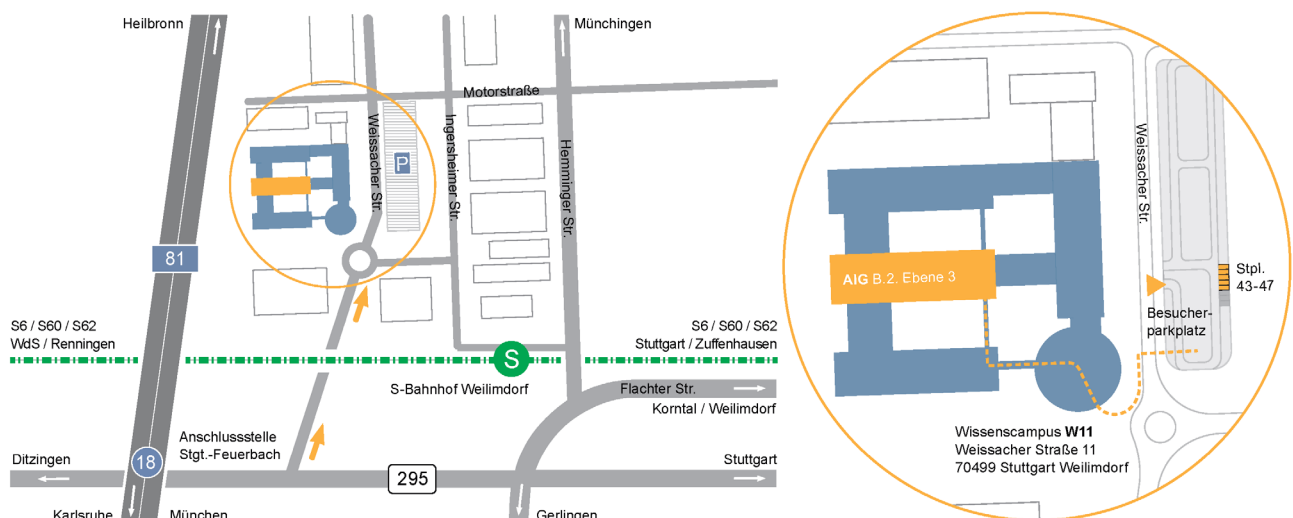 Heilbronn
Münchingen
Motorstraße
Weissacher Str.
P
Ingersheimer Str.
Hemminger Str.
81
S6 / S60 / S62
WdS / Renningen
S6 / S60 / S62
Stuttgart / Zuffenhausen
S
S-Bahnhof Weilimdorf
Flachter Str.
Korntal / Weilimdorf
Anschlussstelle
Stgt.-Feuerbach
Ditzingen
18
295
Stuttgart
Karlsruhe
München
Gerlingen
Weissacher Str.
AIG B.2. Ebene 3
Stpl.
43-47
Besucher-
parkplatz
Wissenscampus W11
Weissacher Straße 11
70499 Stuttgart Weilimdorf